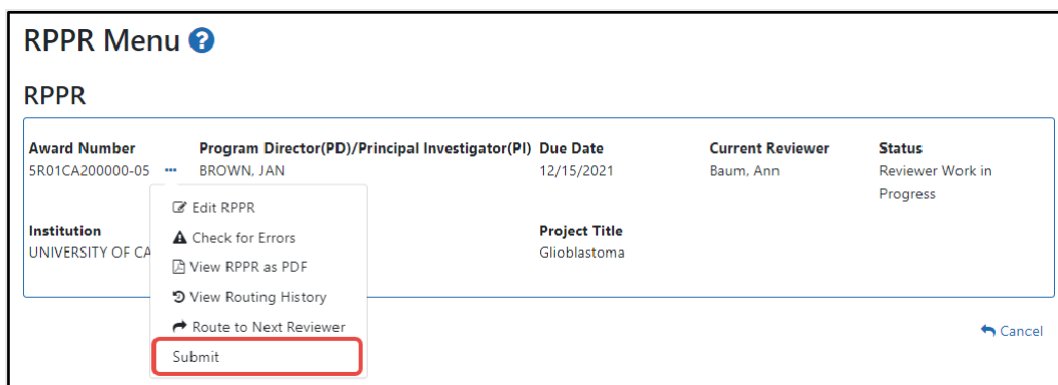 RPPR Menu ?
RPPR
Award Number Program Director(PD)/Principal Investigator(PI) Due Date Current Reviewer Status
5R01CA200000-05 ••• BROWN, JAN 12/15/2021 Baum, Ann Reviewer Work in
Progress
Edit RPPR
Institution Project Title
Check for Errors
UNIVERSITY OF CA Glioblastoma
View RPPR as PDF
View Routing History
Route to Next Reviewer
Cancel
Submit